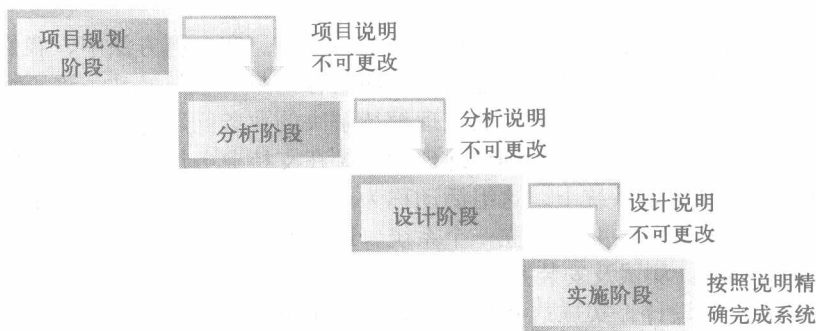 项目规划
阶段
项目说明
不可更改
分析阶段
分析说明
不可更改
设计阶段
设计说明
不可更改
实施阶段
按照说明精
确完成系统